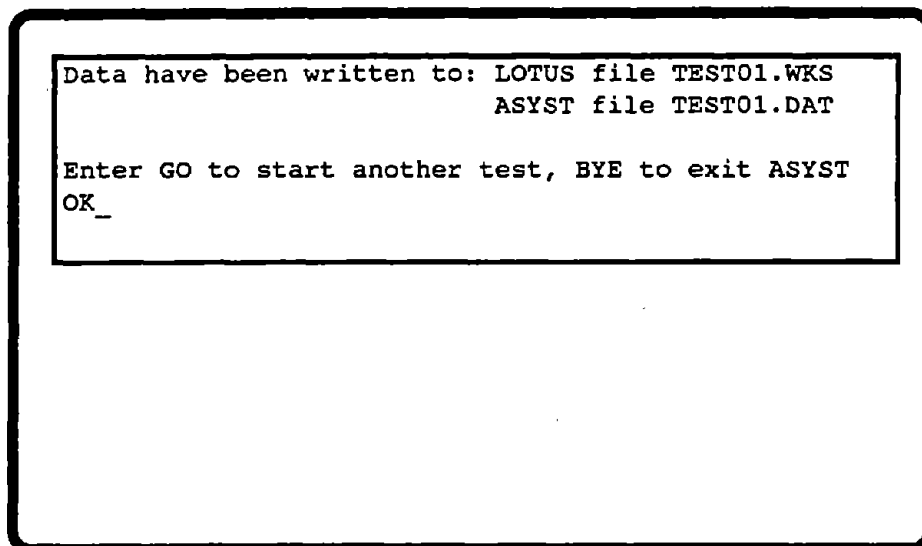 Data have been written to: LOTUS file TEST01.WKS
ASYST file TEST01.DAT
Enter GO to start another test, BYE to exit ASYST
OK_